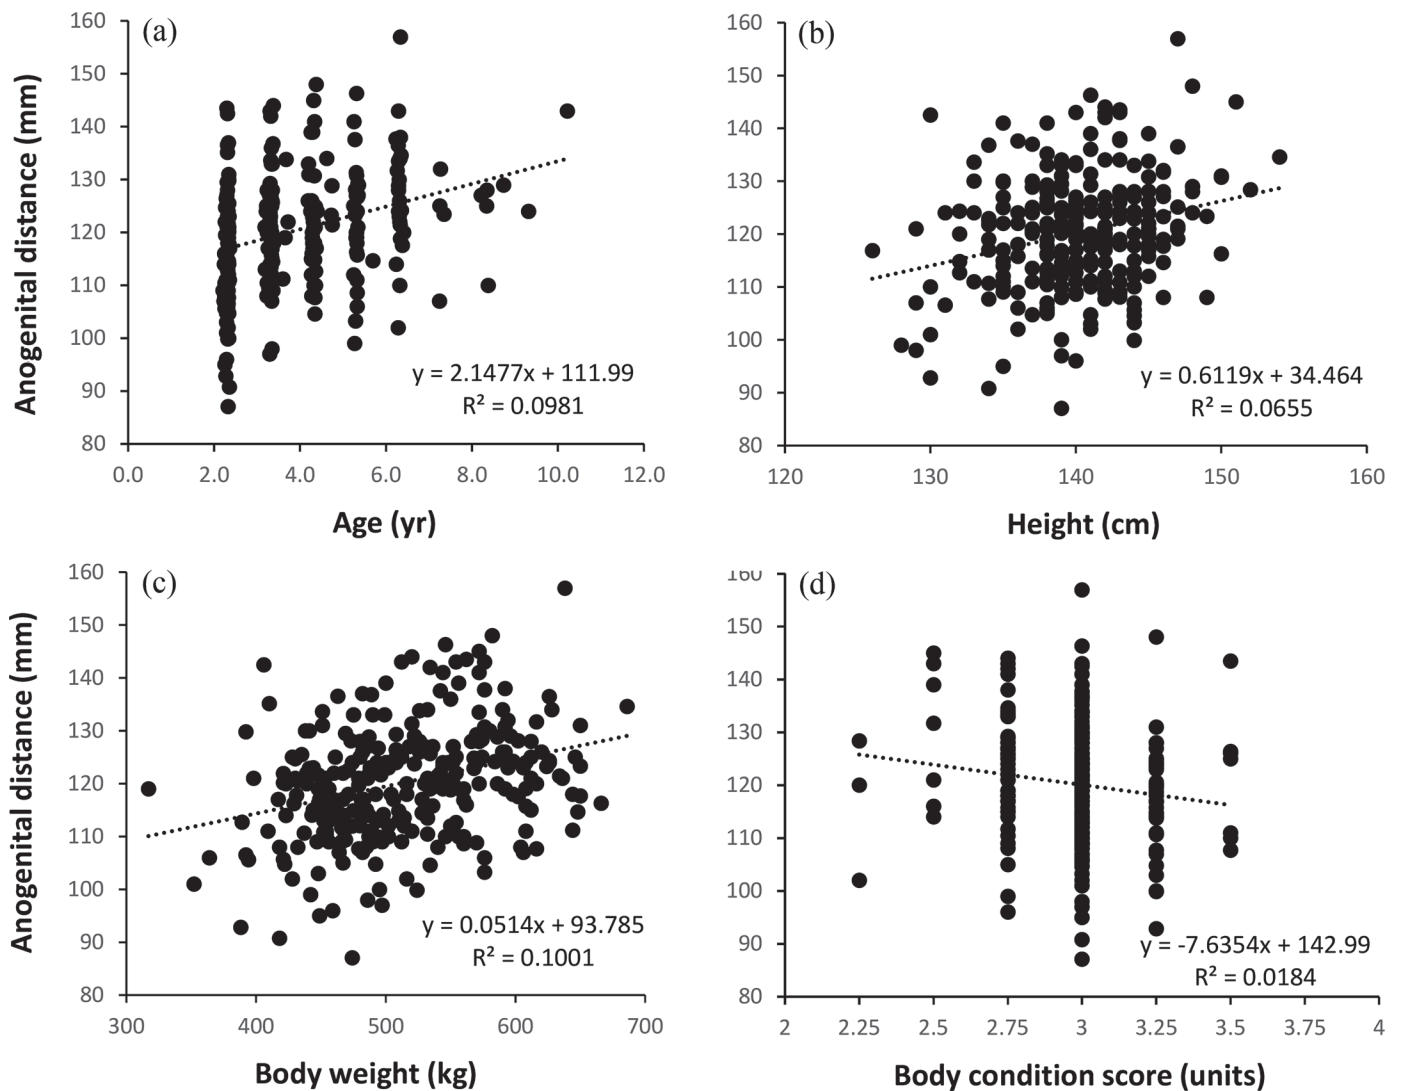 (a)
Anogenital distance (mm)
160
150
140
130
120
110
100
90
80
y = 2.1477x + 111.99
R² = 0.0981
0.0 2.0 4.0 6.0 8.0 10.0 12.0
Age (yr)
(b)
160
150
140
130
120
110
100
90
80
y = 0.6119x + 34.464
R² = 0.0655
120 130 140 150 160
Height (cm)
(c)
Anogenital distance (mm)
160
150
140
130
120
110
100
90
80
y = 0.0514x + 93.785
R² = 0.1001
300 400 500 600 700
Body weight (kg)
(d)
160
150
140
130
120
110
100
90
80
y = -7.6354x + 142.99
R² = 0.0184
2 2.25 2.5 2.75 3 3.25 3.5 3.75 4
Body condition score (units)